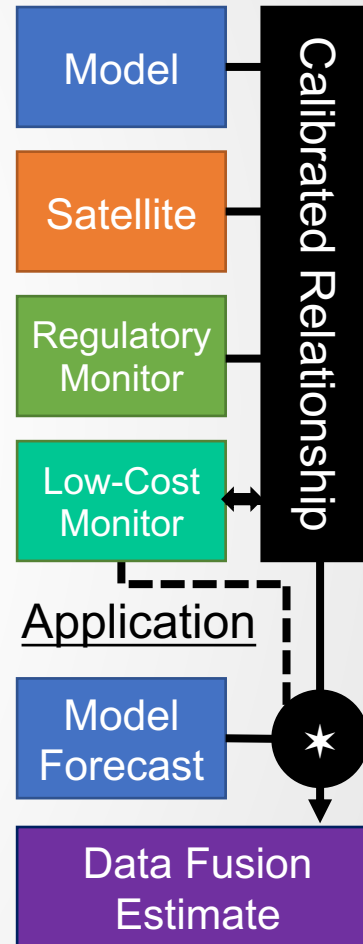 Model
Calibrated Relationship
Satellite
Regulatory
Monitor
Low-Cost
Monitor
Application
Model
Forecast
Data Fusion
Estimate